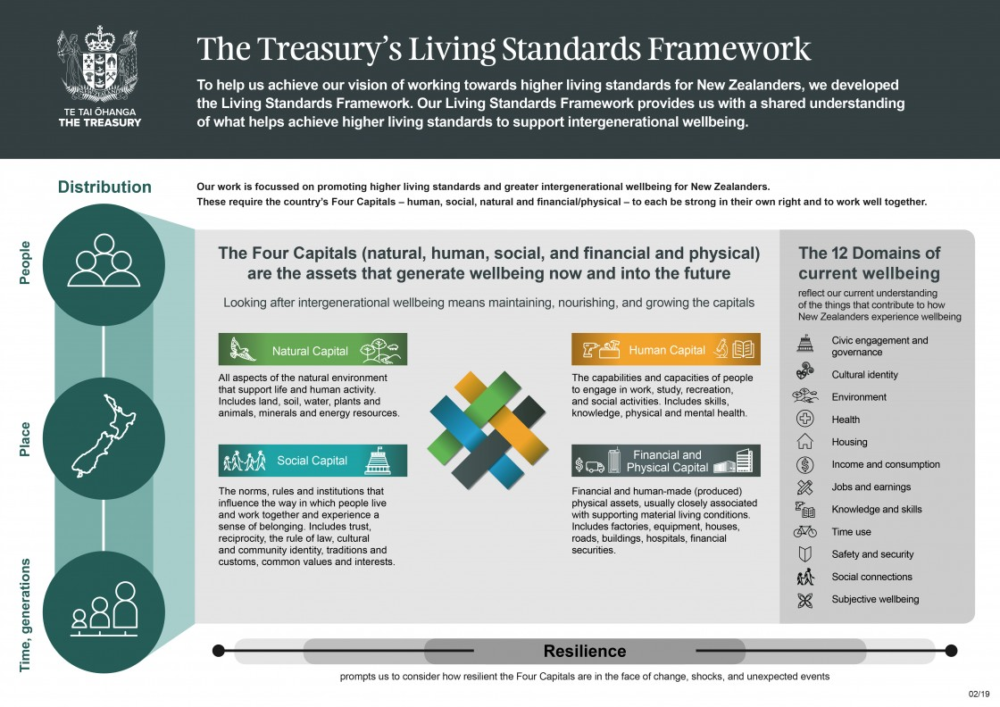 The Treasury's Living Standards Framework
To help us achieve our vision of working towards higher living standards for New Zealanders, we developed
the Living Standards Framework. Our Living Standards Framework provides us with a shared understanding
of what helps achieve higher living standards to support intergenerational wellbeing.
TE TAI ŌHANGA
THE TREASURY
Distribution
People
Place
Time, generations
Our work is focussed on promoting higher living standards and greater intergenerational wellbeing for New Zealanders.
These require the country's Four Capitals – human, social, natural and financial/physical – to each be strong in their own right and to work well together.
The Four Capitals (natural, human, social, and financial and physical)
are the assets that generate wellbeing now and into the future
Looking after intergenerational wellbeing means maintaining, nourishing, and growing the capitals
Natural Capital
All aspects of the natural environment
that support life and human activity.
Includes land, soil, water, plants and
animals, minerals and energy resources.
Human Capital
The capabilities and capacities of people
to engage in work, study, recreation,
and social activities. Includes skills,
knowledge, physical and mental health.
Social Capital
The norms, rules and institutions that
influence the way in which people live
and work together and experience a
sense of belonging. Includes trust,
reciprocity, the rule of law, cultural
and community identity, traditions and
customs, common values and interests.
$
Financial and
Physical Capital
Financial and human-made (produced)
physical assets, usually closely associated
with supporting material living conditions.
Includes factories, equipment, houses,
roads, buildings, hospitals, financial
securities.
The 12 Domains of
current wellbeing
reflect our current understanding
of the things that contribute to how
New Zealanders experience wellbeing
Civic engagement and
governance
Cultural identity
Environment
Health
Housing
$ Income and consumption
Jobs and earnings
Knowledge and skills
Time use
Safety and security
Social connections
Subjective wellbeing
Resilience
prompts us to consider how resilient the Four Capitals are in the face of change, shocks, and unexpected events
02/19